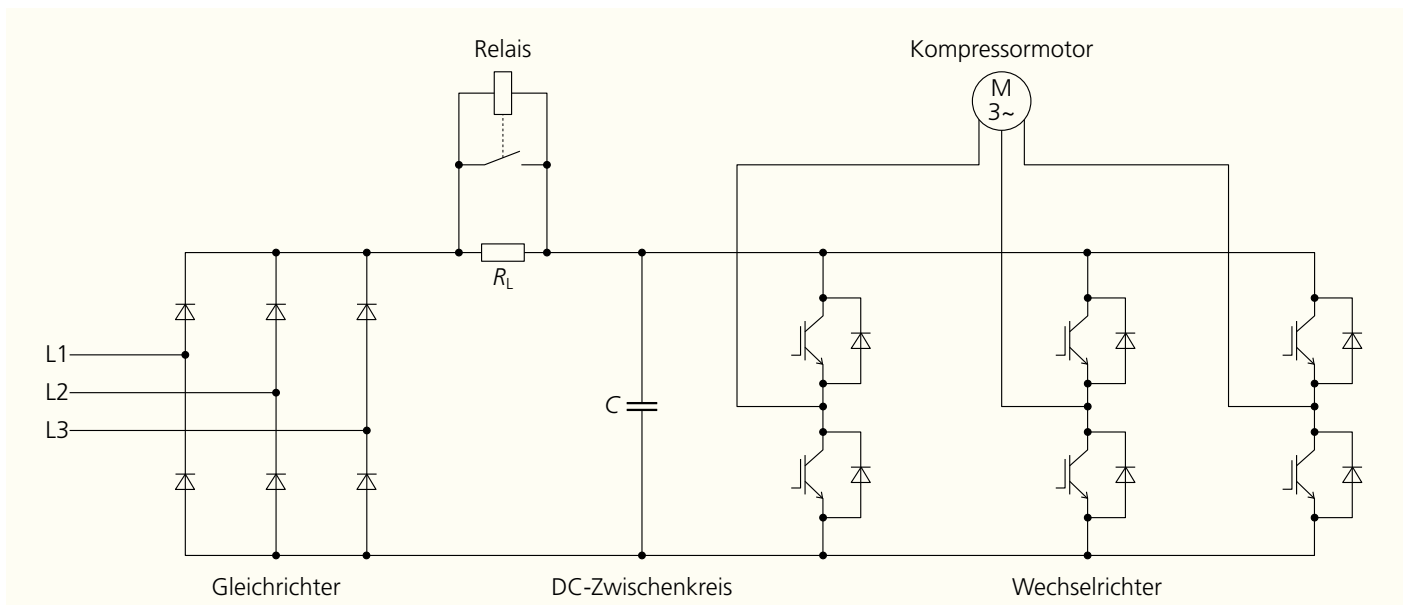 Relais
Kompressormotor
M
3~
R_L
L1
L2
L3
C
Gleichrichter
DC-Zwischenkreis
Wechselrichter